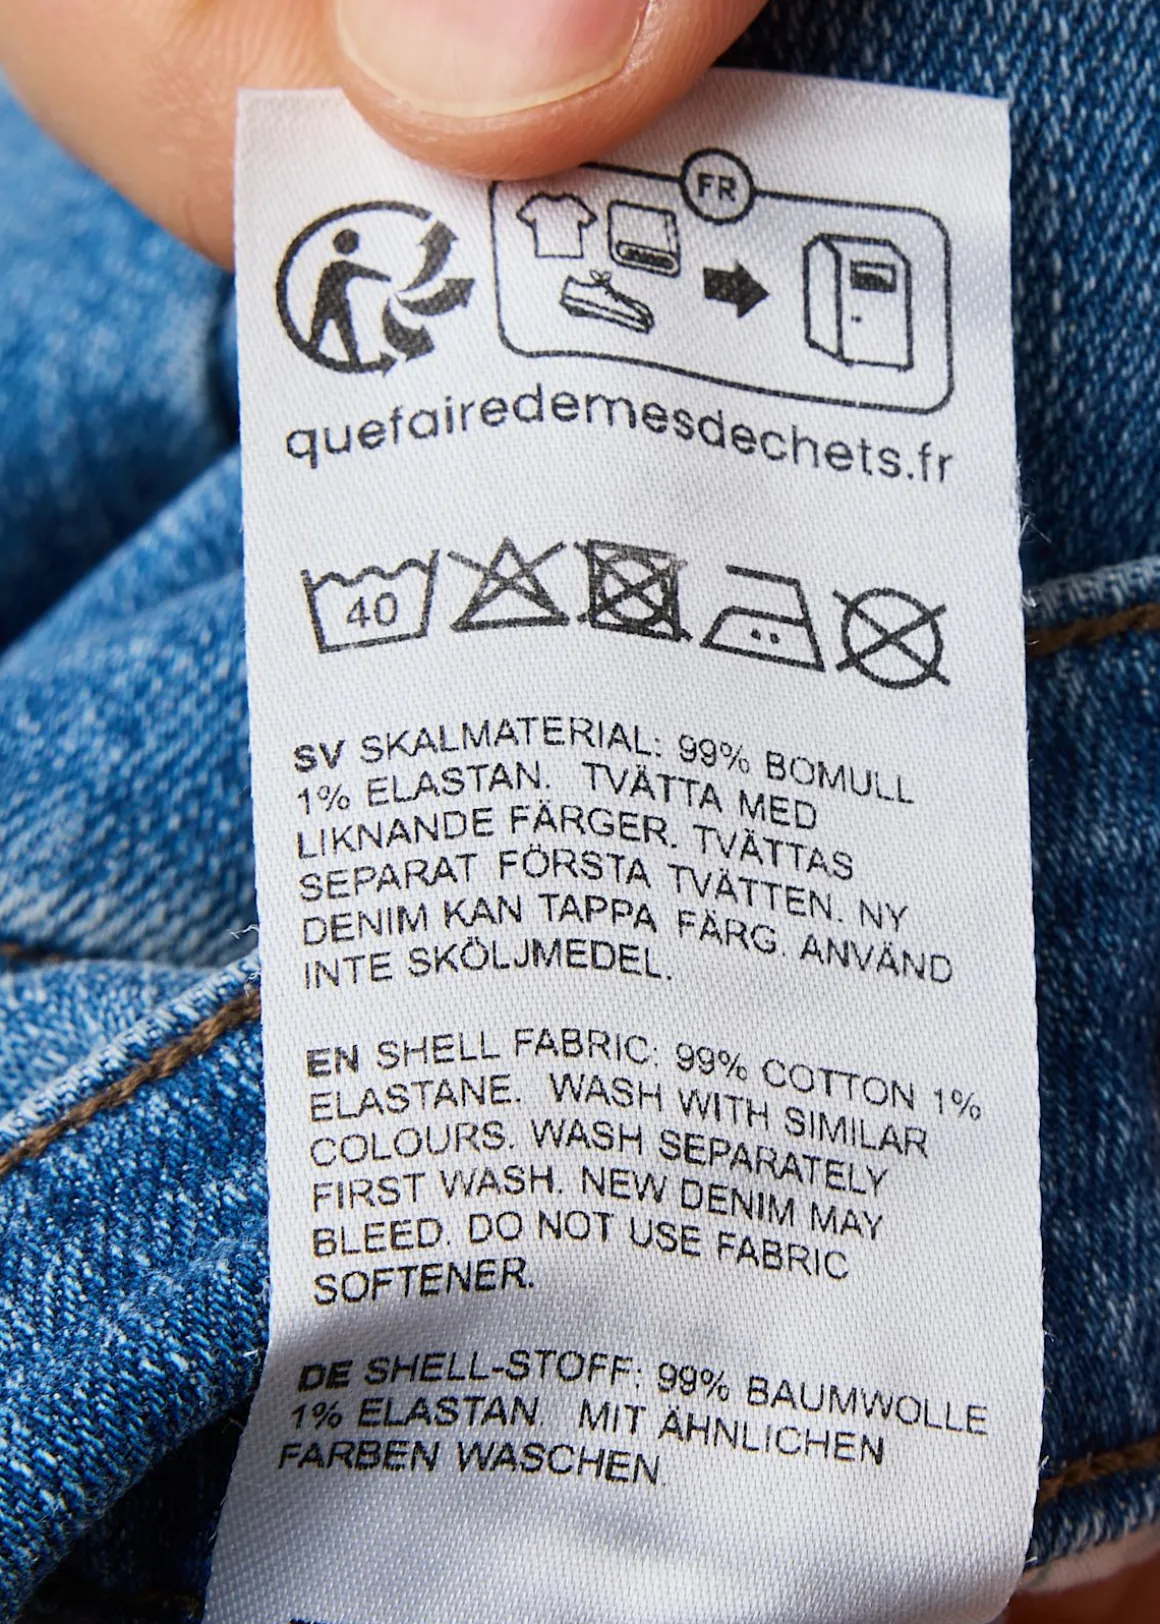 FR
quefairedemesdechets.fr
40
SV SKALMATERIAL: 99% BOMULL
1% ELASTAN. TVÄTTA MED
LIKNANDE FÄRGER. TVÄTTAS
SEPARAT FÖRSTA TVÄTTEN. NY
DENIM KAN TAPPA FÄRG. ANVÄND
INTE SKÖLJMEDEL.
EN SHELL FABRIC: 99% COTTON 1%
ELASTANE. WASH WITH SIMILAR
COLOURS. WASH SEPARATELY
FIRST WASH. NEW DENIM MAY
BLEED. DO NOT USE FABRIC
SOFTENER.
DE SHELL-STOFF: 99% BAUMWOLLE
1% ELASTAN. MIT ÄHNLICHEN
FARBEN WASCHEN.